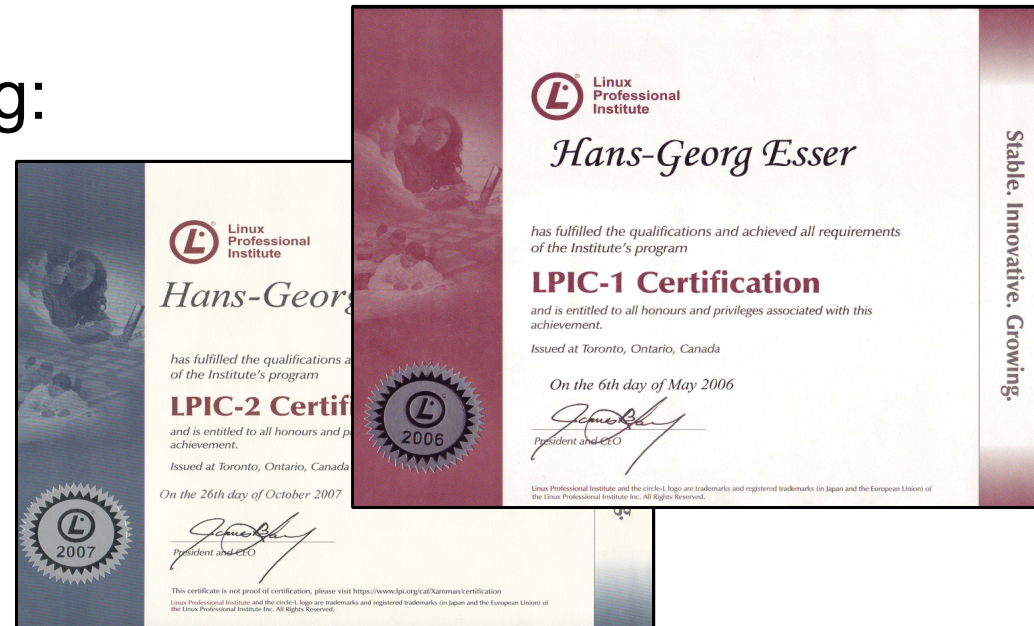 g:
Linux
Professional
Institute
Hans-Georg Esser
has fulfilled the qualifications and achieved all requirements
of the Institute's program
LPIC-1 Certification
and is entitled to all honours and privileges associated with this
achievement.
Issued at Toronto, Ontario, Canada
On the 6th day of May 2006
President and CEO
2006
Linux Professional Institute and the circle-L logo are trademarks and registered trademarks (in Japan and the European Union) of
the Linux Professional Institute Inc. All Rights Reserved.
Stable. Innovative. Growing.
Linux
Professional
Institute
Hans-Georg
has fulfilled the qualifications a
of the Institute's program
LPIC-2 Certifi
and is entitled to all honours and p
achievement.
Issued at Toronto, Ontario, Canada
On the 26th day of October 2007
President and CEO
2007
This certificate is not proof of certification, please visit https://www.lpi.org/caf/Xamman/certification
Linux Professional Institute and the circle-L logo are trademarks and registered trademarks (in Japan and the European Union) of
the Linux Professional Institute Inc. All Rights Reserved.